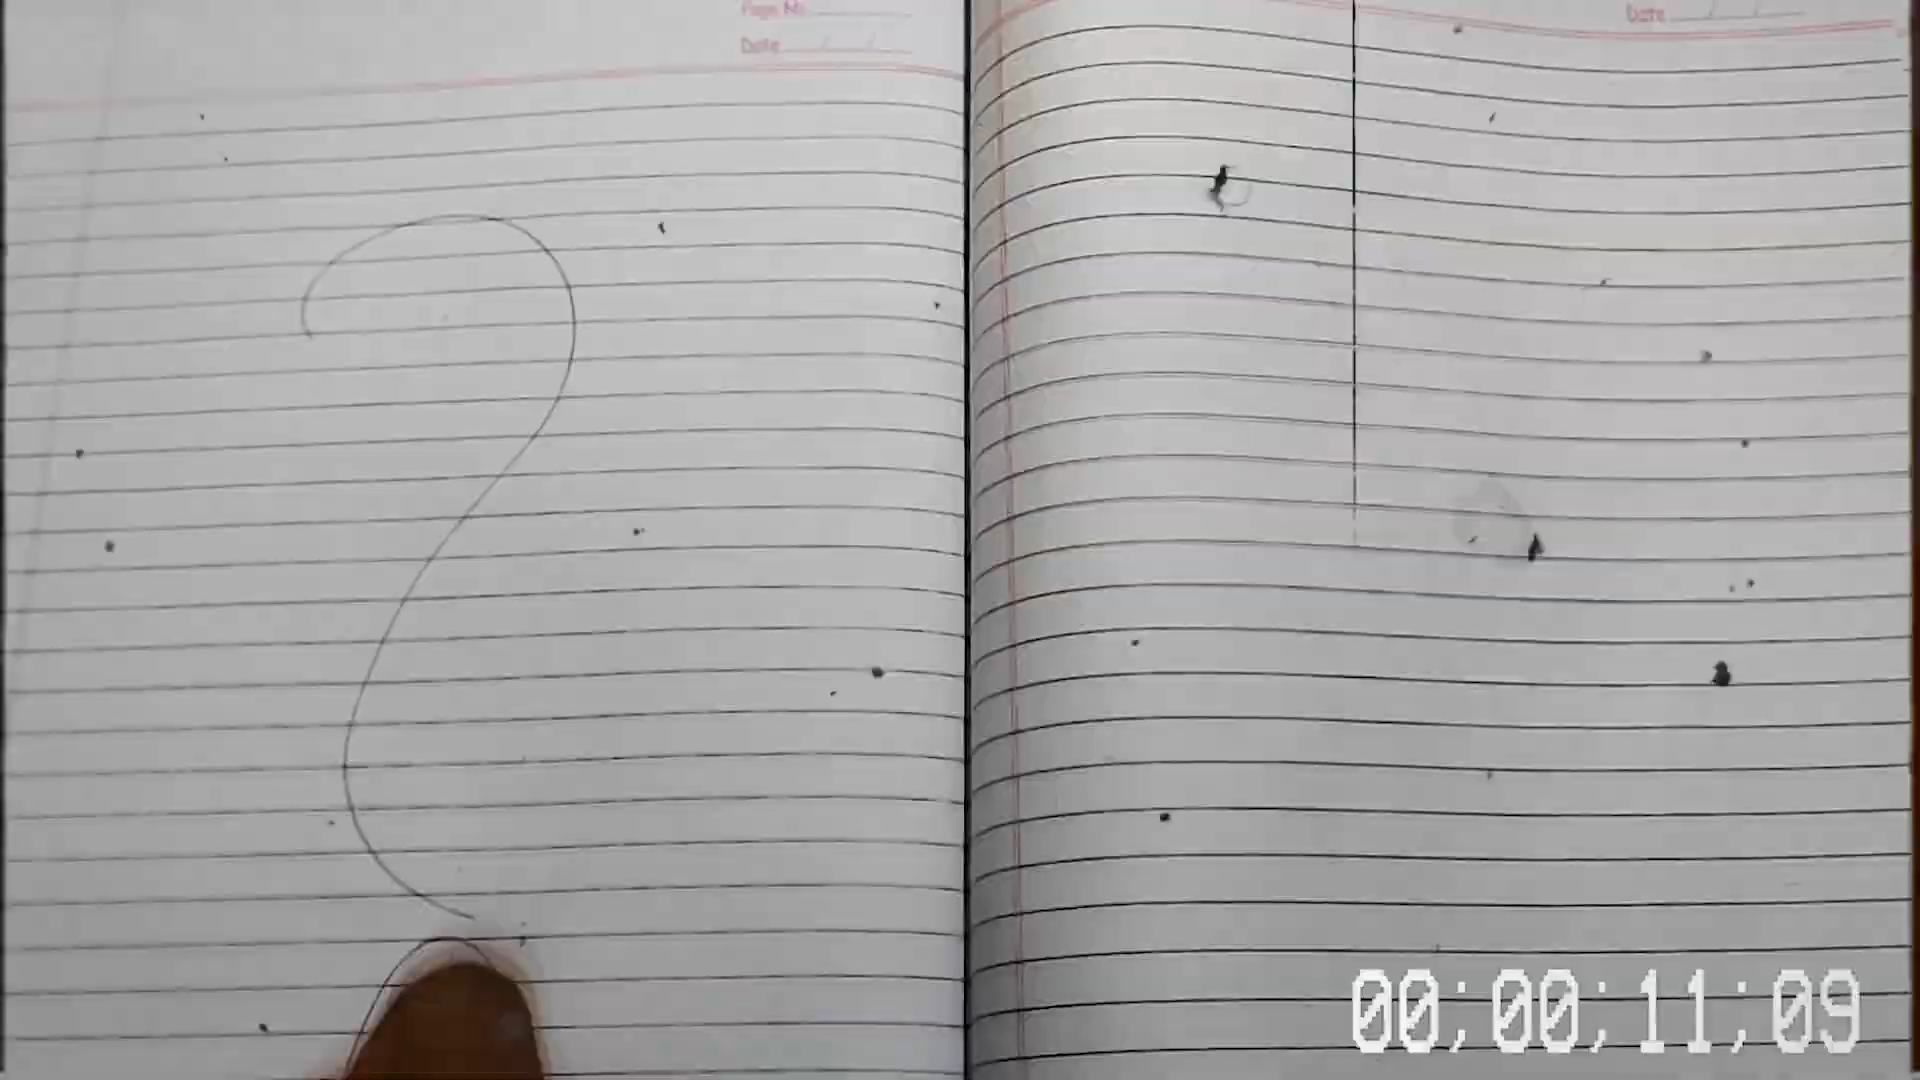 Page No.
Date / /
Date / /
00;00;11;09